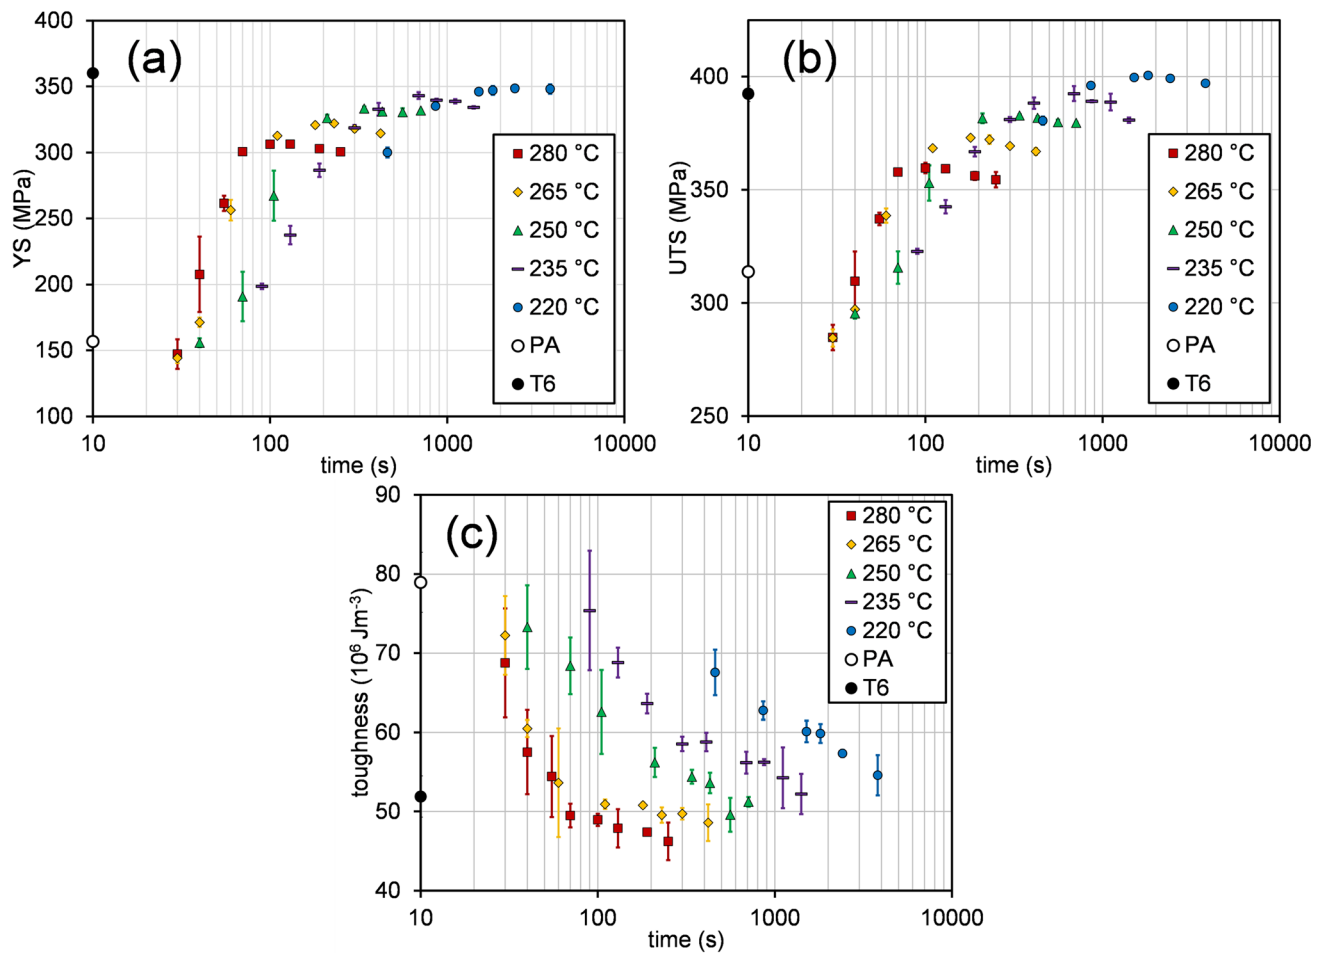 (a)
YS (MPa)
400
350
300
250
200
150
100
10
100
1000
10000
time (s)
280 °C
265 °C
250 °C
235 °C
220 °C
PA
T6
(b)
UTS (MPa)
400
350
300
250
10
100
1000
10000
time (s)
280 °C
265 °C
250 °C
235 °C
220 °C
PA
T6
(c)
toughness (10⁶ Jm⁻³)
90
80
70
60
50
40
10
100
1000
10000
time (s)
280 °C
265 °C
250 °C
235 °C
220 °C
PA
T6